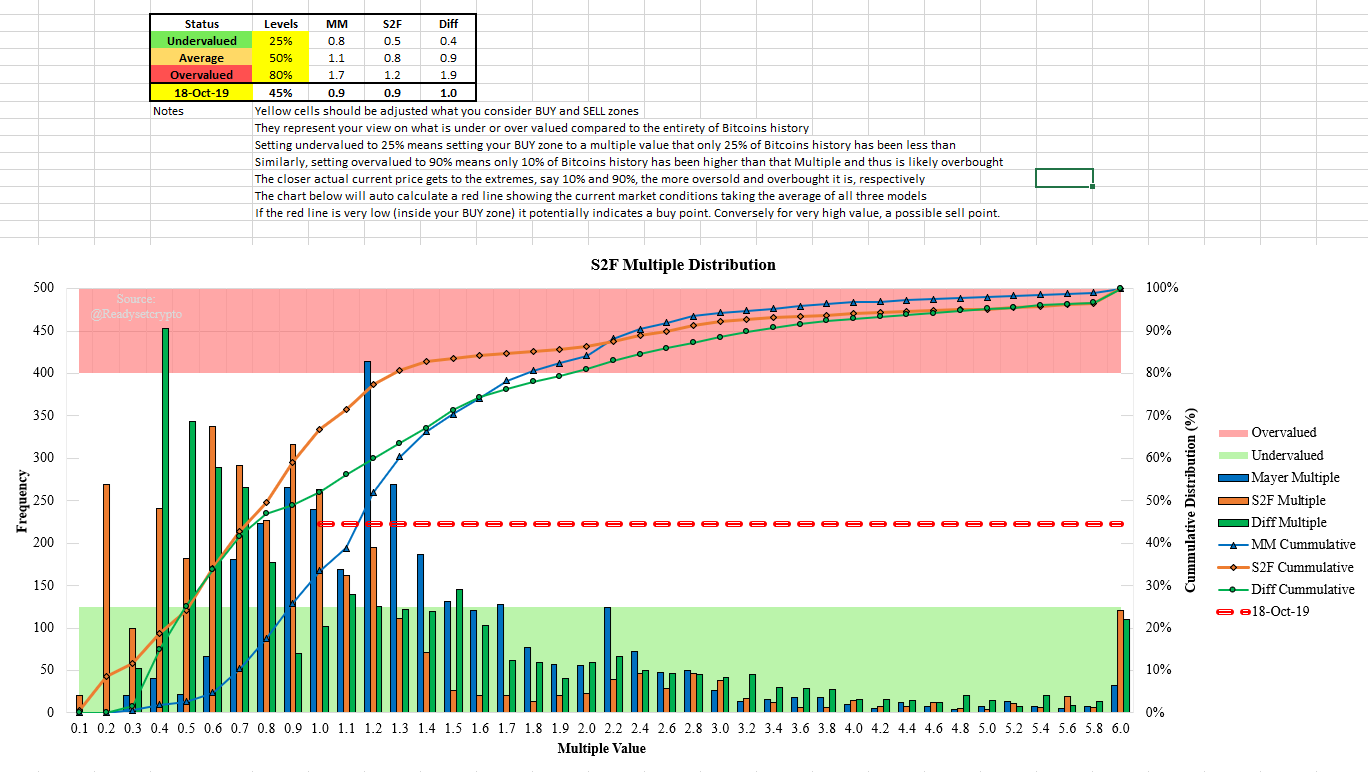 Status Levels MM S2F Diff
Undervalued 25% 0.8 0.5 0.4
Average 50% 1.1 0.8 0.9
Overvalued 80% 1.7 1.2 1.9
18-Oct-19 45% 0.9 0.9 1.0
Notes Yellow cells should be adjusted what you consider BUY and SELL zones
They represent your view on what is under or over valued compared to the entirety of Bitcoins history
Setting undervalued to 25% means setting your BUY zone to a multiple value that only 25% of Bitcoins history has been less than
Similarly, setting overvalued to 90% means only 10% of Bitcoins history has been higher than that Multiple and thus is likely overbought
The closer actual current price gets to the extremes, say 10% and 90%, the more oversold and overbought it is, respectively
The chart below will auto calculate a red line showing the current market conditions taking the average of all three models
If the red line is very low (inside your BUY zone) it potentially indicates a buy point. Conversely for very high value, a possible sell point.
S2F Multiple Distribution
Source:
@Readysetcrypto
500
450
400
350
300
250
200
150
100
50
0
Frequency
100%
90%
80%
70%
60%
50%
40%
30%
20%
10%
0%
Cummulative Distribution (%)
0.1 0.2 0.3 0.4 0.5 0.6 0.7 0.8 0.9 1.0 1.1 1.2 1.3 1.4 1.5 1.6 1.7 1.8 1.9 2.0 2.2 2.4 2.6 2.8 3.0 3.2 3.4 3.6 3.8 4.0 4.2 4.4 4.6 4.8 5.0 5.2 5.4 5.6 5.8 6.0
Multiple Value
Overvalued
Undervalued
Mayer Multiple
S2F Multiple
Diff Multiple
MM Cummulative
S2F Cummulative
Diff Cummulative
18-Oct-19